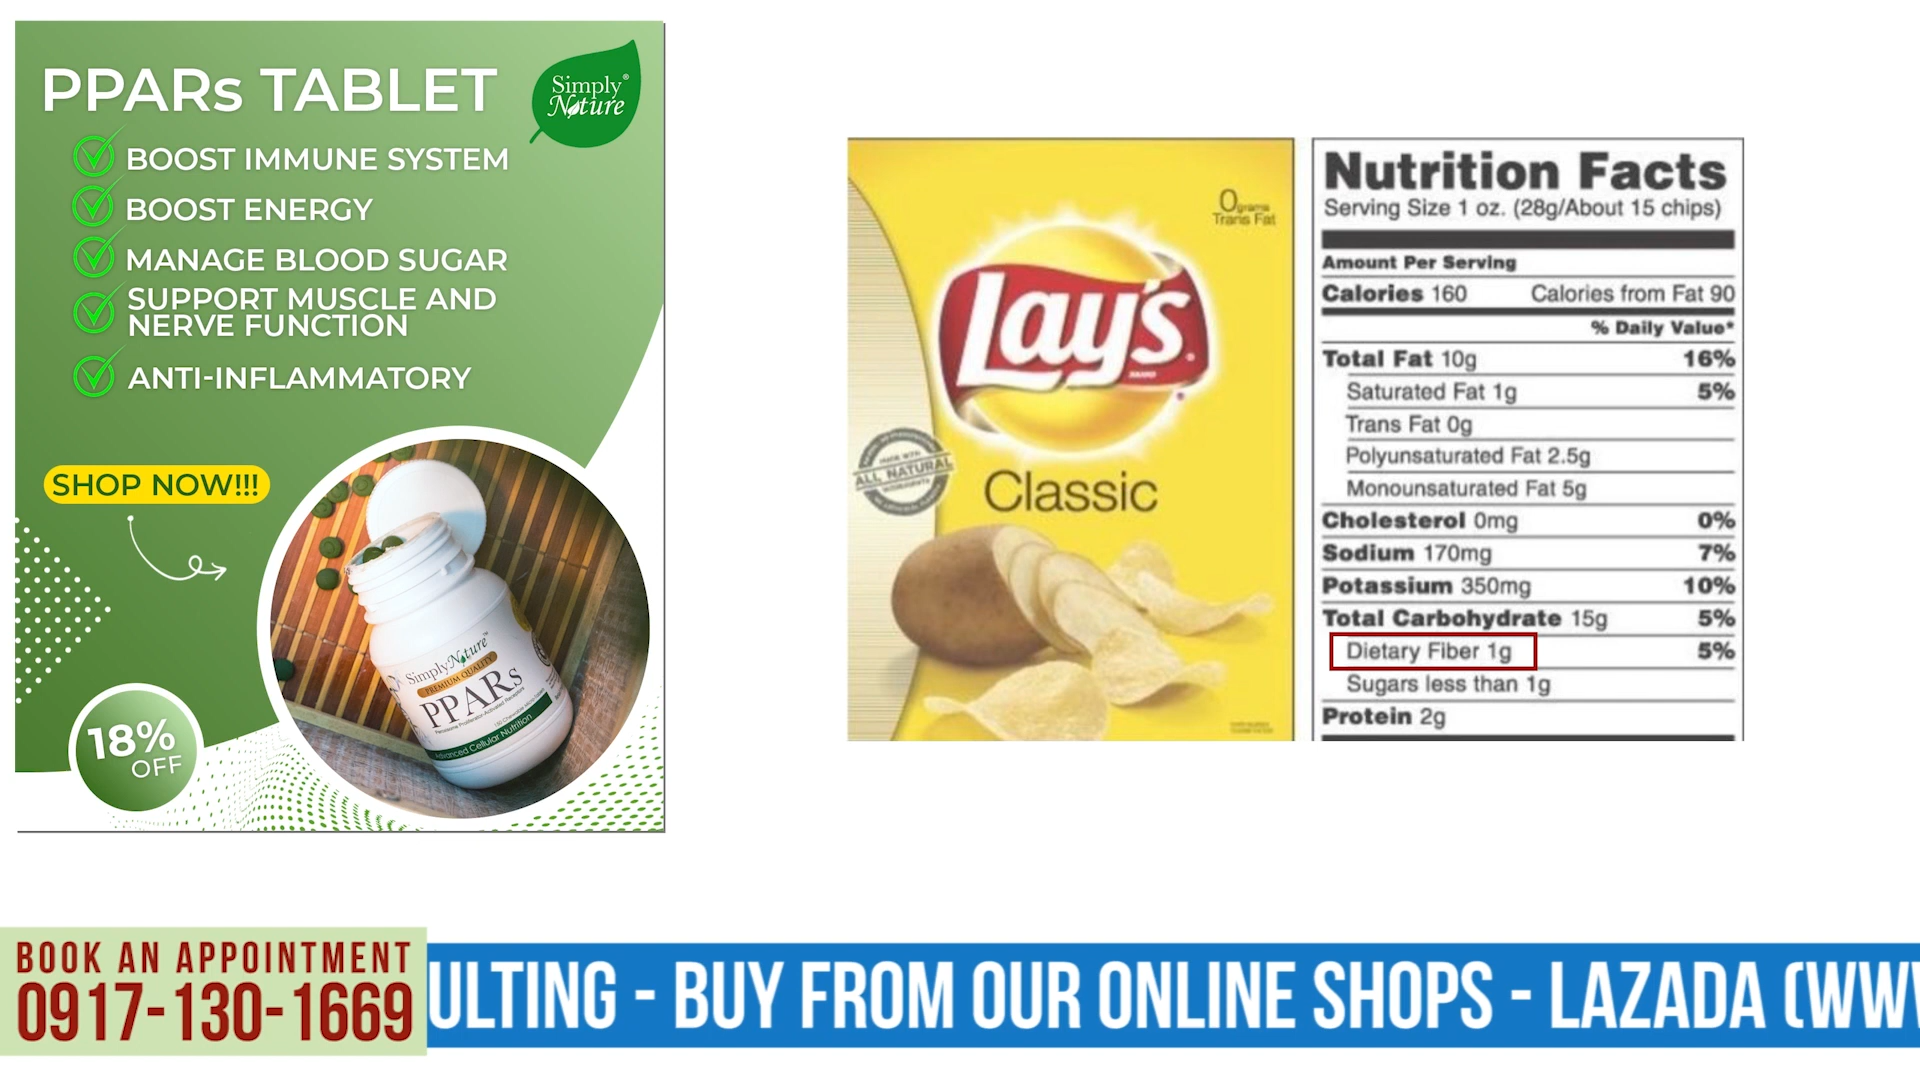 PPARs TABLET
Simply®
Nature
BOOST IMMUNE SYSTEM
BOOST ENERGY
MANAGE BLOOD SUGAR
SUPPORT MUSCLE AND
NERVE FUNCTION
ANTI-INFLAMMATORY
SHOP NOW!!!
SimplyNature™
PREMIUM QUALITY
PPARs
Advanced Cellular Nutrition
18%
OFF
0 grams
Trans Fat
Lay's
Classic
MADE WITH
ALL NATURAL
Nutrition Facts
Serving Size 1 oz. (28g/About 15 chips)
Amount Per Serving
Calories 160 Calories from Fat 90
% Daily Value*
Total Fat 10g 16%
Saturated Fat 1g 5%
Trans Fat 0g
Polyunsaturated Fat 2.5g
Monounsaturated Fat 5g
Cholesterol 0mg 0%
Sodium 170mg 7%
Potassium 350mg 10%
Total Carbohydrate 15g 5%
Dietary Fiber 1g 5%
Sugars less than 1g
Protein 2g
BOOK AN APPOINTMENT
0917-130-1669
ULTING - BUY FROM OUR ONLINE SHOPS - LAZADA (WW